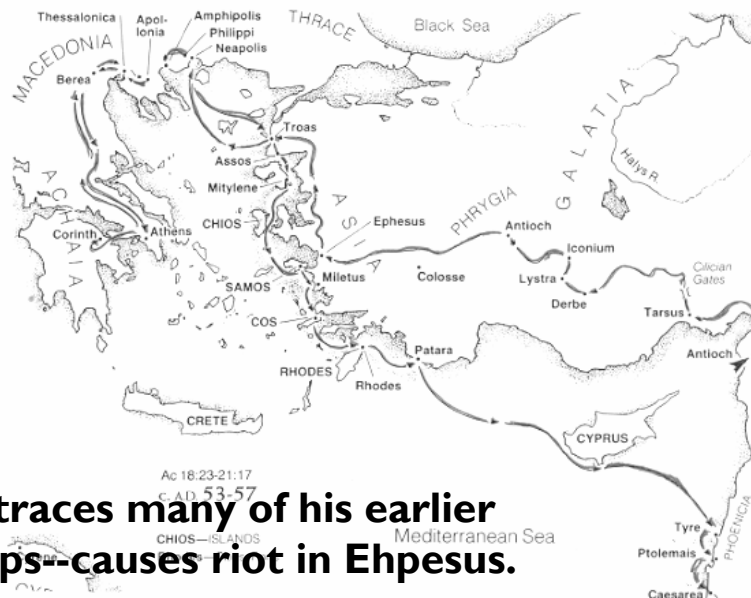 Thessalonica
Apol-
lonia
Amphipolis
Philippi
Neapolis
THRACE
Black Sea
MACEDONIA
Berea
Troas
Assos
Mitylene
GALATIA
Halys R.
ACHAIA
ASIA
PHRYGIA
CHIOS
Ephesus
Antioch
Corinth
Athens
Iconium
SAMOS
Miletus
Colosse
Lystra
Derbe
Cilician
Gates
Tarsus
COS
Patara
Antioch
RHODES
Rhodes
CRETE
CYPRUS
Ac 18:23-21:17
c. A.D. 53-57
traces many of his earlier
CHIOS—ISLANDS
Mediterranean Sea
ps--causes riot in Ehpesus.
Tyre
PHOENICIA
Ptolemais
Caesarea